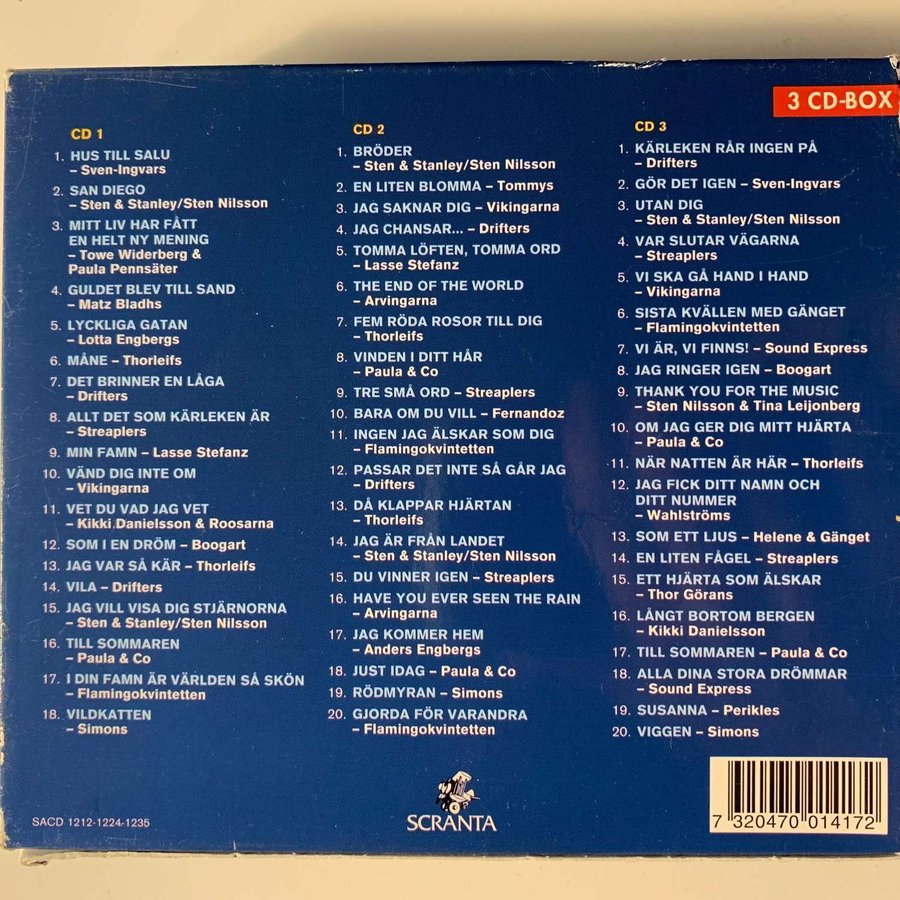 3 CD-BOX
CD 1
1. HUS TILL SALU
– Sven-Ingvars
2. SAN DIEGO
– Sten & Stanley/Sten Nilsson
3. MITT LIV HAR FÅTT
EN HELT NY MENING
– Towe Widerberg &
Paula Pennsäter
4. GULDET BLEV TILL SAND
– Matz Bladhs
5. LYCKLIGA GATAN
– Lotta Engbergs
6. MÅNE – Thorleifs
7. DET BRINNER EN LÅGA
– Drifters
8. ALLT DET SOM KÄRLEKEN ÄR
– Streaplers
9. MIN FAMN – Lasse Stefanz
10. VÄND DIG INTE OM
– Vikingarna
11. VET DU VAD JAG VET
– Kikki Danielsson & Roosarna
12. SOM I EN DRÖM – Boogart
13. JAG VAR SÅ KÄR – Thorleifs
14. VILA – Drifters
15. JAG VILL VISA DIG STJÄRNORNA
– Sten & Stanley/Sten Nilsson
16. TILL SOMMAREN
– Paula & Co
17. I DIN FAMN ÄR VÄRLDEN SÅ SKÖN
– Flamingokvintetten
18. VILDKATTEN
– Simons
CD 2
1. BRÖDER
– Sten & Stanley/Sten Nilsson
2. EN LITEN BLOMMA – Tommys
3. JAG SAKNAR DIG – Vikingarna
4. JAG CHANSAR... – Drifters
5. TOMMA LÖFTEN, TOMMA ORD
– Lasse Stefanz
6. THE END OF THE WORLD
– Arvingarna
7. FEM RÖDA ROSOR TILL DIG
– Thorleifs
8. VINDEN I DITT HÅR
– Paula & Co
9. TRE SMÅ ORD – Streaplers
10. BARA OM DU VILL – Fernandoz
11. INGEN JAG ÄLSKAR SOM DIG
– Flamingokvintetten
12. PASSAR DET INTE SÅ GÅR JAG
– Drifters
13. DÅ KLAPPAR HJÄRTAN
– Thorleifs
14. JAG ÄR FRÅN LANDET
– Sten & Stanley/Sten Nilsson
15. DU VINNER IGEN – Streaplers
16. HAVE YOU EVER SEEN THE RAIN
– Arvingarna
17. JAG KOMMER HEM
– Anders Engbergs
18. JUST IDAG – Paula & Co
19. RÖDMYRAN – Simons
20. GJORDA FÖR VARANDRA
– Flamingokvintetten
CD 3
1. KÄRLEKEN RÅR INGEN PÅ
– Drifters
2. GÖR DET IGEN – Sven-Ingvars
3. UTAN DIG
– Sten & Stanley/Sten Nilsson
4. VAR SLUTAR VÄGARNA
– Streaplers
5. VI SKA GÅ HAND I HAND
– Vikingarna
6. SISTA KVÄLLEN MED GÄNGET
– Flamingokvintetten
7. VI ÄR, VI FINNS! – Sound Express
8. JAG RINGER IGEN – Boogart
9. THANK YOU FOR THE MUSIC
– Sten Nilsson & Tina Leijonberg
10. OM JAG GER DIG MITT HJÄRTA
– Paula & Co
11. NÄR NATTEN ÄR HÄR – Thorleifs
12. JAG FICK DITT NAMN OCH
DITT NUMMER
– Wahlströms
13. SOM ETT LJUS – Helene & Gänget
14. EN LITEN FÅGEL – Streaplers
15. ETT HJÄRTA SOM ÄLSKAR
– Thor Görans
16. LÅNGT BORTOM BERGEN
– Kikki Danielsson
17. TILL SOMMAREN – Paula & Co
18. ALLA DINA STORA DRÖMMAR
– Sound Express
19. SUSANNA – Perikles
20. VIGGEN – Simons
SACD 1212-1224-1235
SCRANTA
7 320470 014172